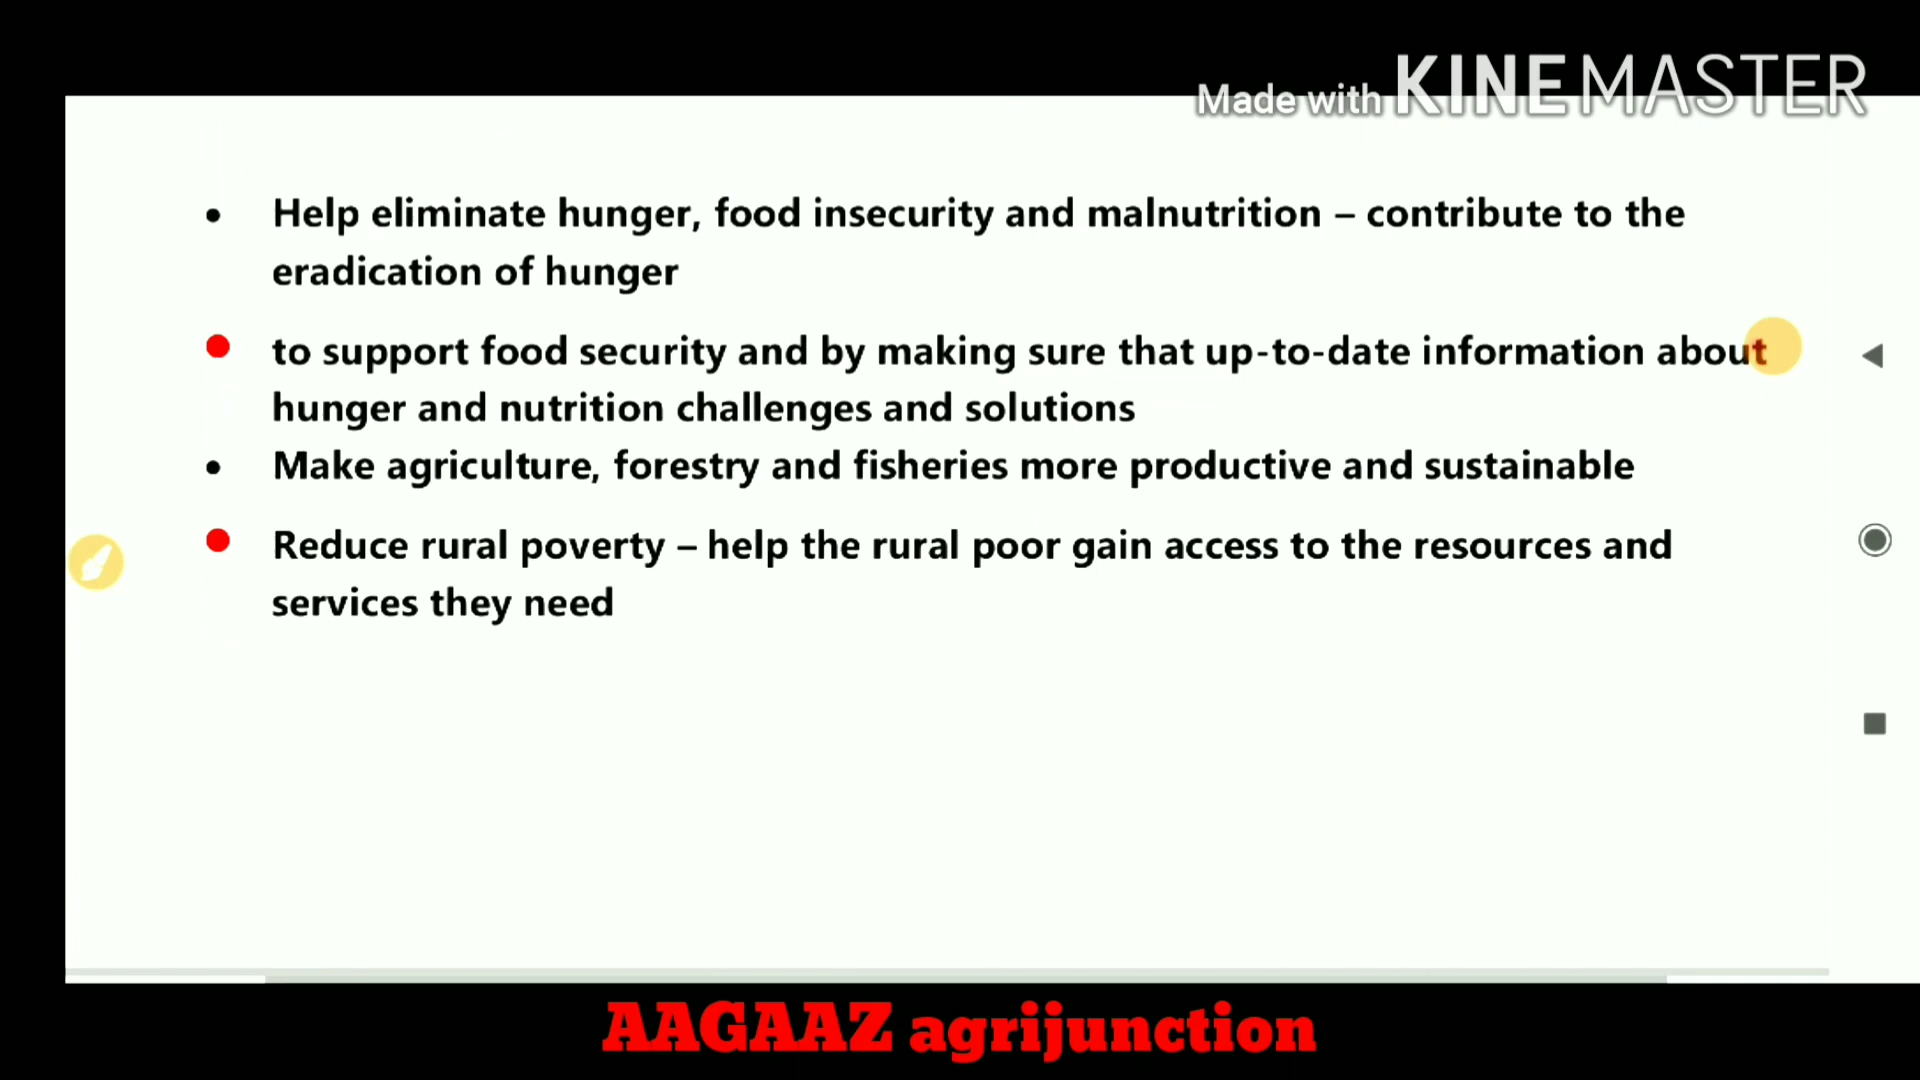 Made with KINEMASTER
• Help eliminate hunger, food insecurity and malnutrition – contribute to the
eradication of hunger
• to support food security and by making sure that up-to-date information about
hunger and nutrition challenges and solutions
• Make agriculture, forestry and fisheries more productive and sustainable
• Reduce rural poverty – help the rural poor gain access to the resources and
services they need
AAGAAZ agrijunction